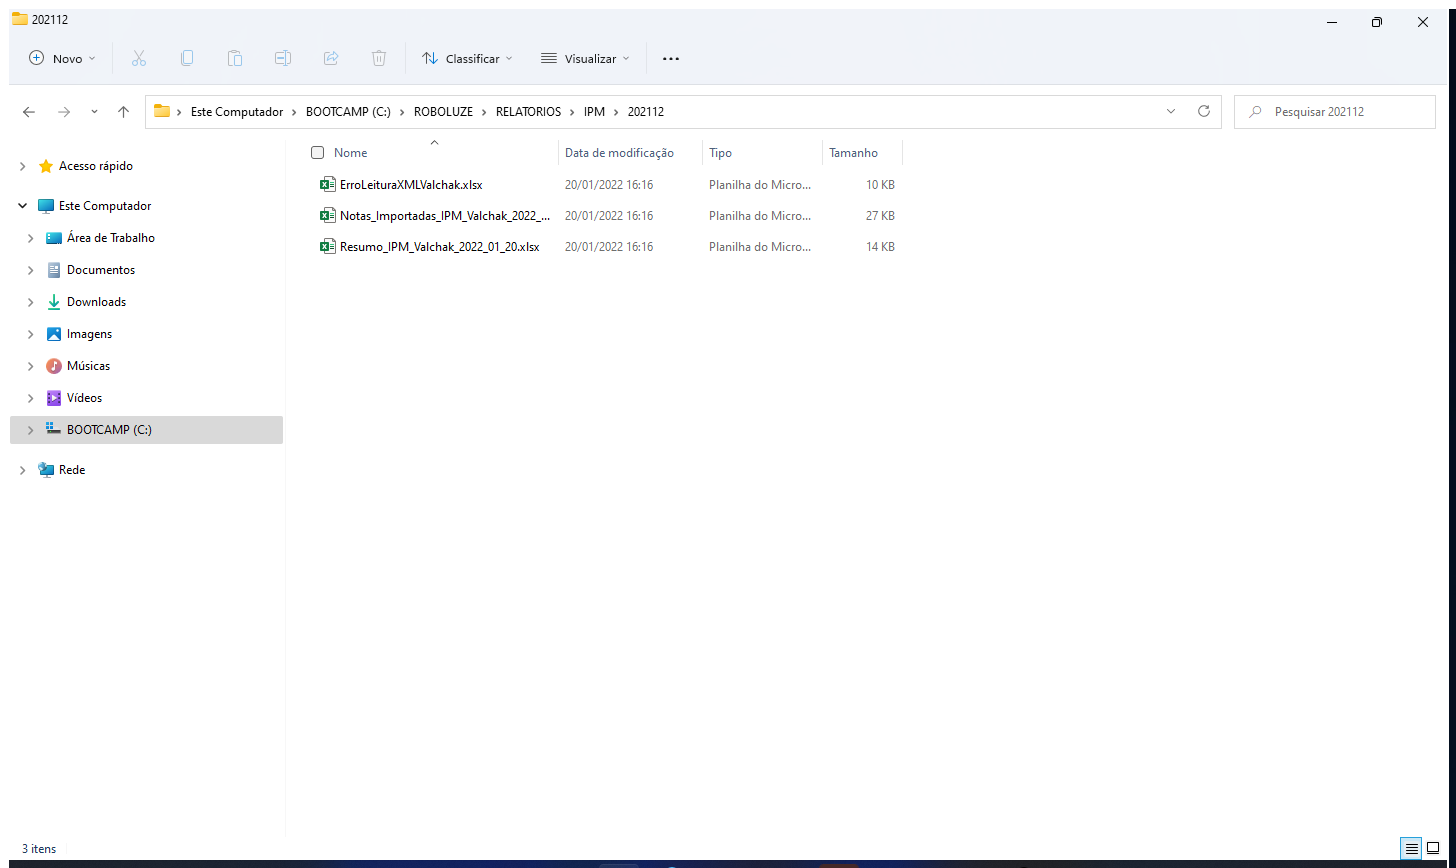 202112
Novo Classificar Visualizar
Este Computador BOOTCAMP (C:) ROBOLUZE RELATORIOS IPM 202112 Pesquisar 202112
Nome Data de modificação Tipo Tamanho
Acesso rápido
Este Computador
Área de Trabalho
Documentos
Downloads
Imagens
Músicas
Vídeos
BOOTCAMP (C:)
Rede
ErroLeituraXMLValchak.xlsx 20/01/2022 16:16 Planilha do Micro... 10 KB
Notas_Importadas_IPM_Valchak_2022_... 20/01/2022 16:16 Planilha do Micro... 27 KB
Resumo_IPM_Valchak_2022_01_20.xlsx 20/01/2022 16:16 Planilha do Micro... 14 KB
3 itens